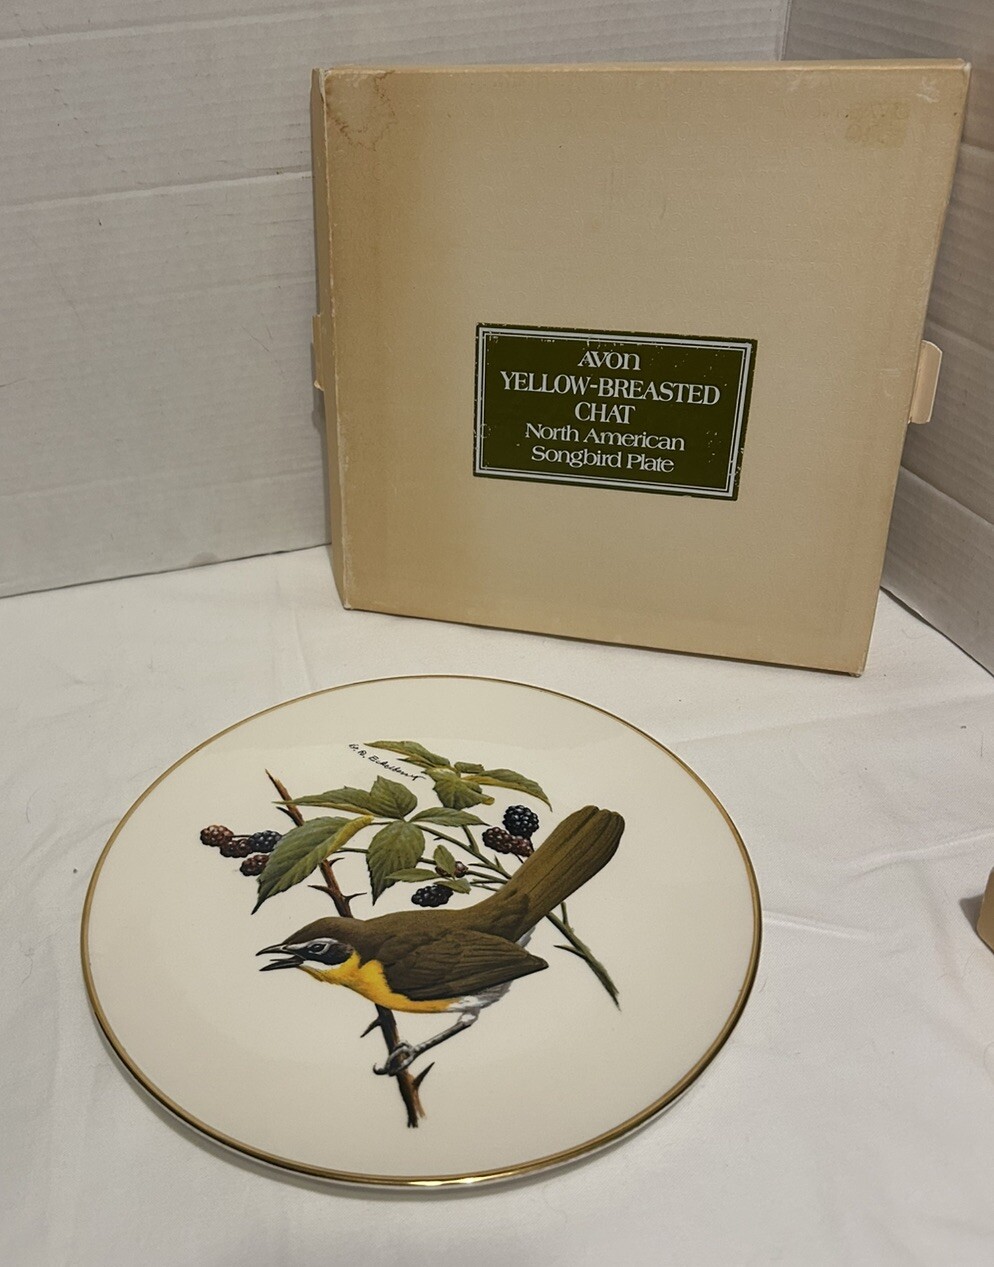 AVON
YELLOW-BREASTED
CHAT
North American
Songbird Plate